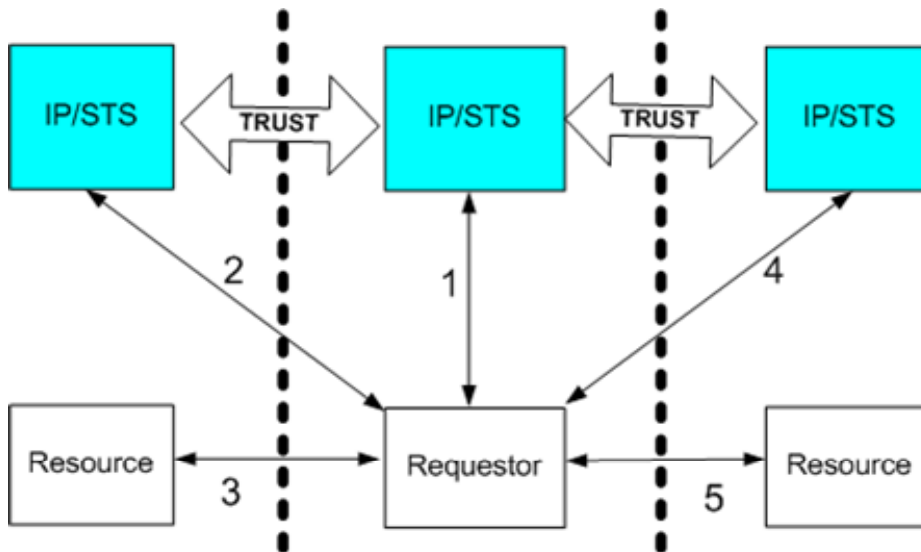 IP/STS
TRUST
IP/STS
TRUST
IP/STS
2
1
4
Resource
3
Requestor
5
Resource